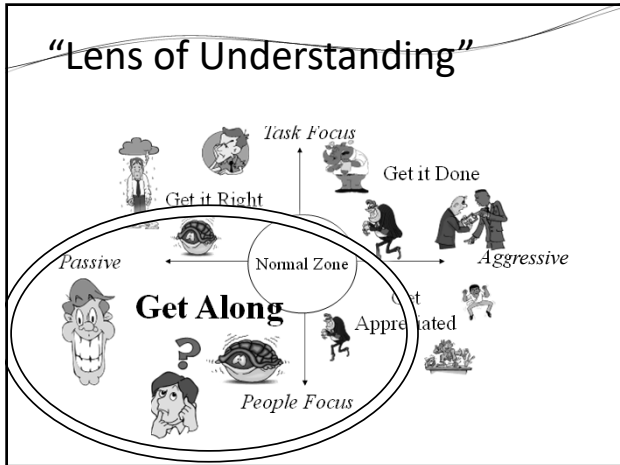 “Lens of Understanding”
Task Focus
Get it Done
Get it Right
Passive
Normal Zone
Aggressive
Get Along
Get
Appreciated
?
People Focus